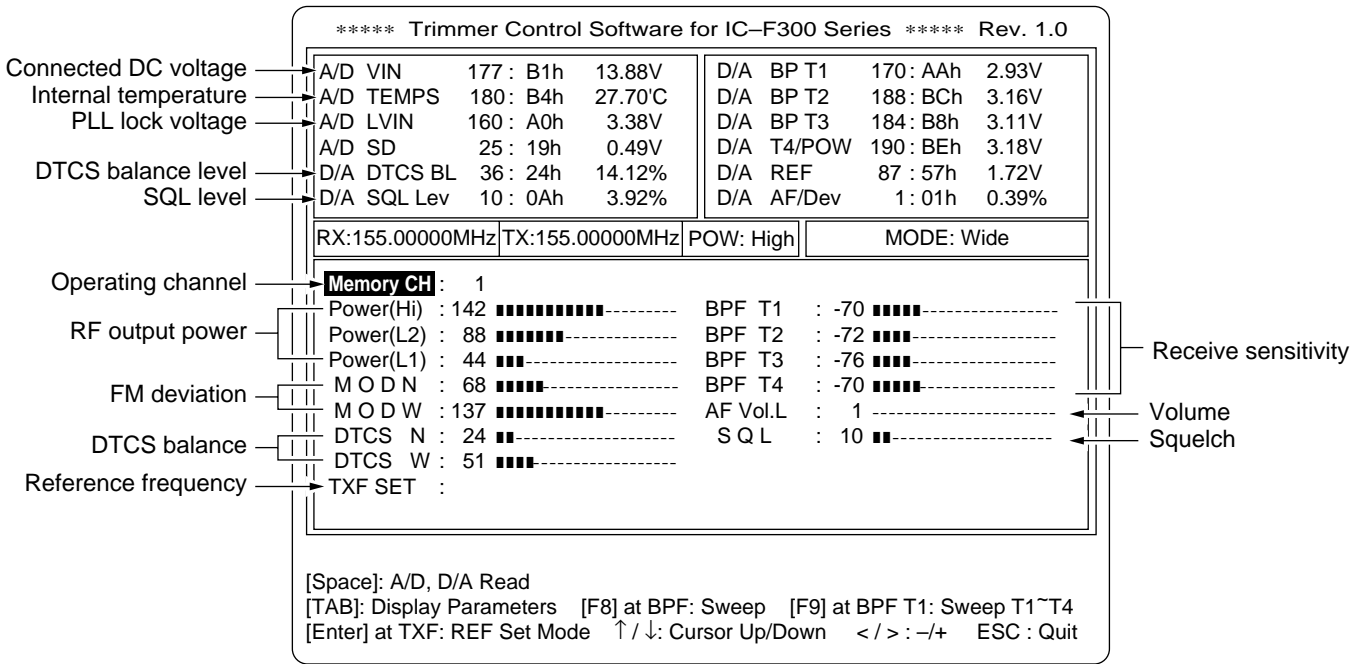 ***** Trimmer Control Software for IC–F300 Series ***** Rev. 1.0
Connected DC voltage
Internal temperature
PLL lock voltage
DTCS balance level
SQL level
A/D VIN 177 : B1h 13.88V
A/D TEMPS 180 : B4h 27.70'C
A/D LVIN 160 : A0h 3.38V
A/D SD 25 : 19h 0.49V
D/A DTCS BL 36 : 24h 14.12%
D/A SQL Lev 10 : 0Ah 3.92%
D/A BP T1 170 : AAh 2.93V
D/A BP T2 188 : BCh 3.16V
D/A BP T3 184 : B8h 3.11V
D/A T4/POW 190 : BEh 3.18V
D/A REF 87 : 57h 1.72V
D/A AF/Dev 1 : 01h 0.39%
RX:155.00000MHz TX:155.00000MHz POW: High MODE: Wide
Operating channel
RF output power
FM deviation
DTCS balance
Reference frequency
Memory CH : 1
Power(Hi) : 142
Power(L2) : 88
Power(L1) : 44
M O D N : 68
M O D W : 137
DTCS N : 24
DTCS W : 51
TXF SET :
BPF T1 : -70
BPF T2 : -72
BPF T3 : -76
BPF T4 : -70
AF Vol.L : 1
S Q L : 10
Receive sensitivity
Volume
Squelch
[Space]: A/D, D/A Read
[TAB]: Display Parameters [F8] at BPF: Sweep [F9] at BPF T1: Sweep T1~T4
[Enter] at TXF: REF Set Mode ↑ / ↓: Cursor Up/Down < / > : –/+ ESC : Quit